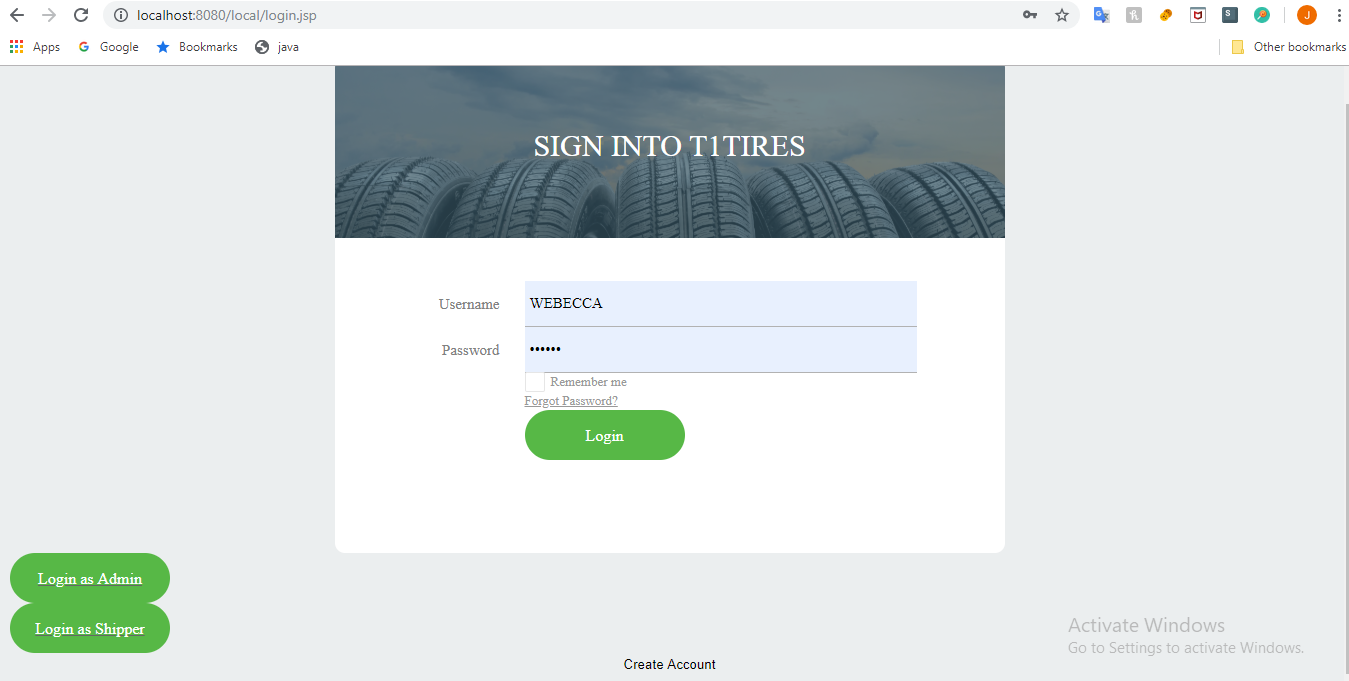 localhost:8080/local/login.jsp
Apps Google Bookmarks java Other bookmarks
J
SIGN INTO T1TIRES
Username WEBECCA
Password ••••••
Remember me
Forgot Password?
Login
Login as Admin
Login as Shipper
Activate Windows
Go to Settings to activate Windows.
Create Account